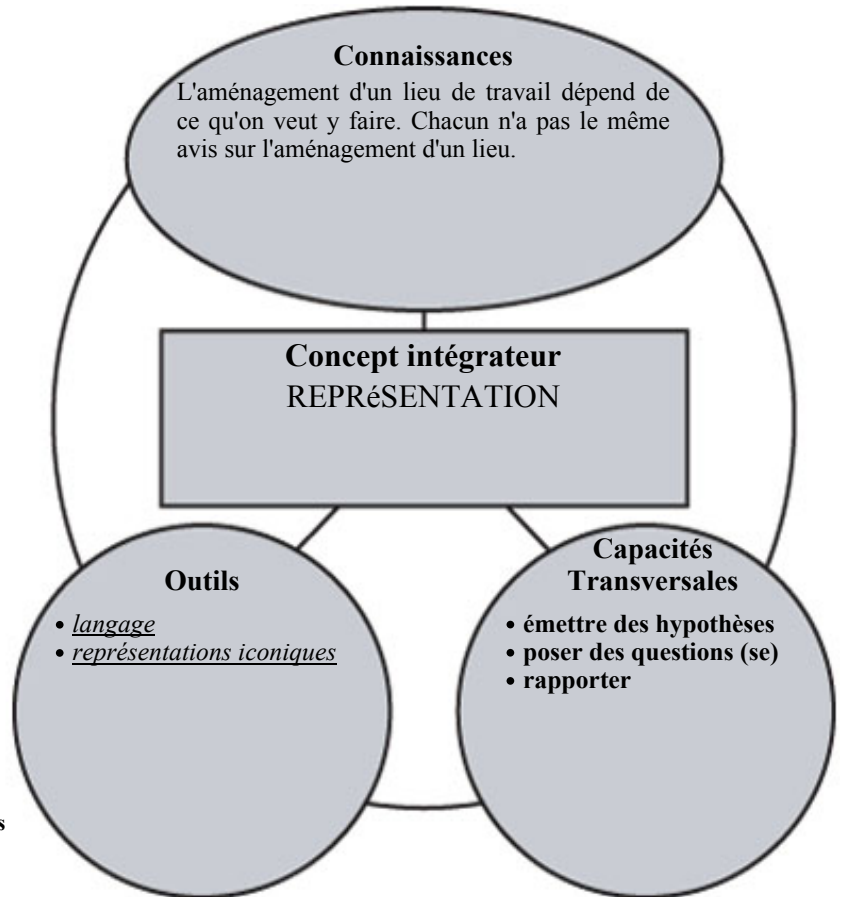 Connaissances
L'aménagement d'un lieu de travail dépend de
ce qu'on veut y faire. Chacun n'a pas le même
avis sur l'aménagement d'un lieu.
Concept intégrateur
REPRéSENTATION
Outils
• langage
• représentations iconiques
Capacités
Transversales
• émettre des hypothèses
• poser des questions (se)
• rapporter
s